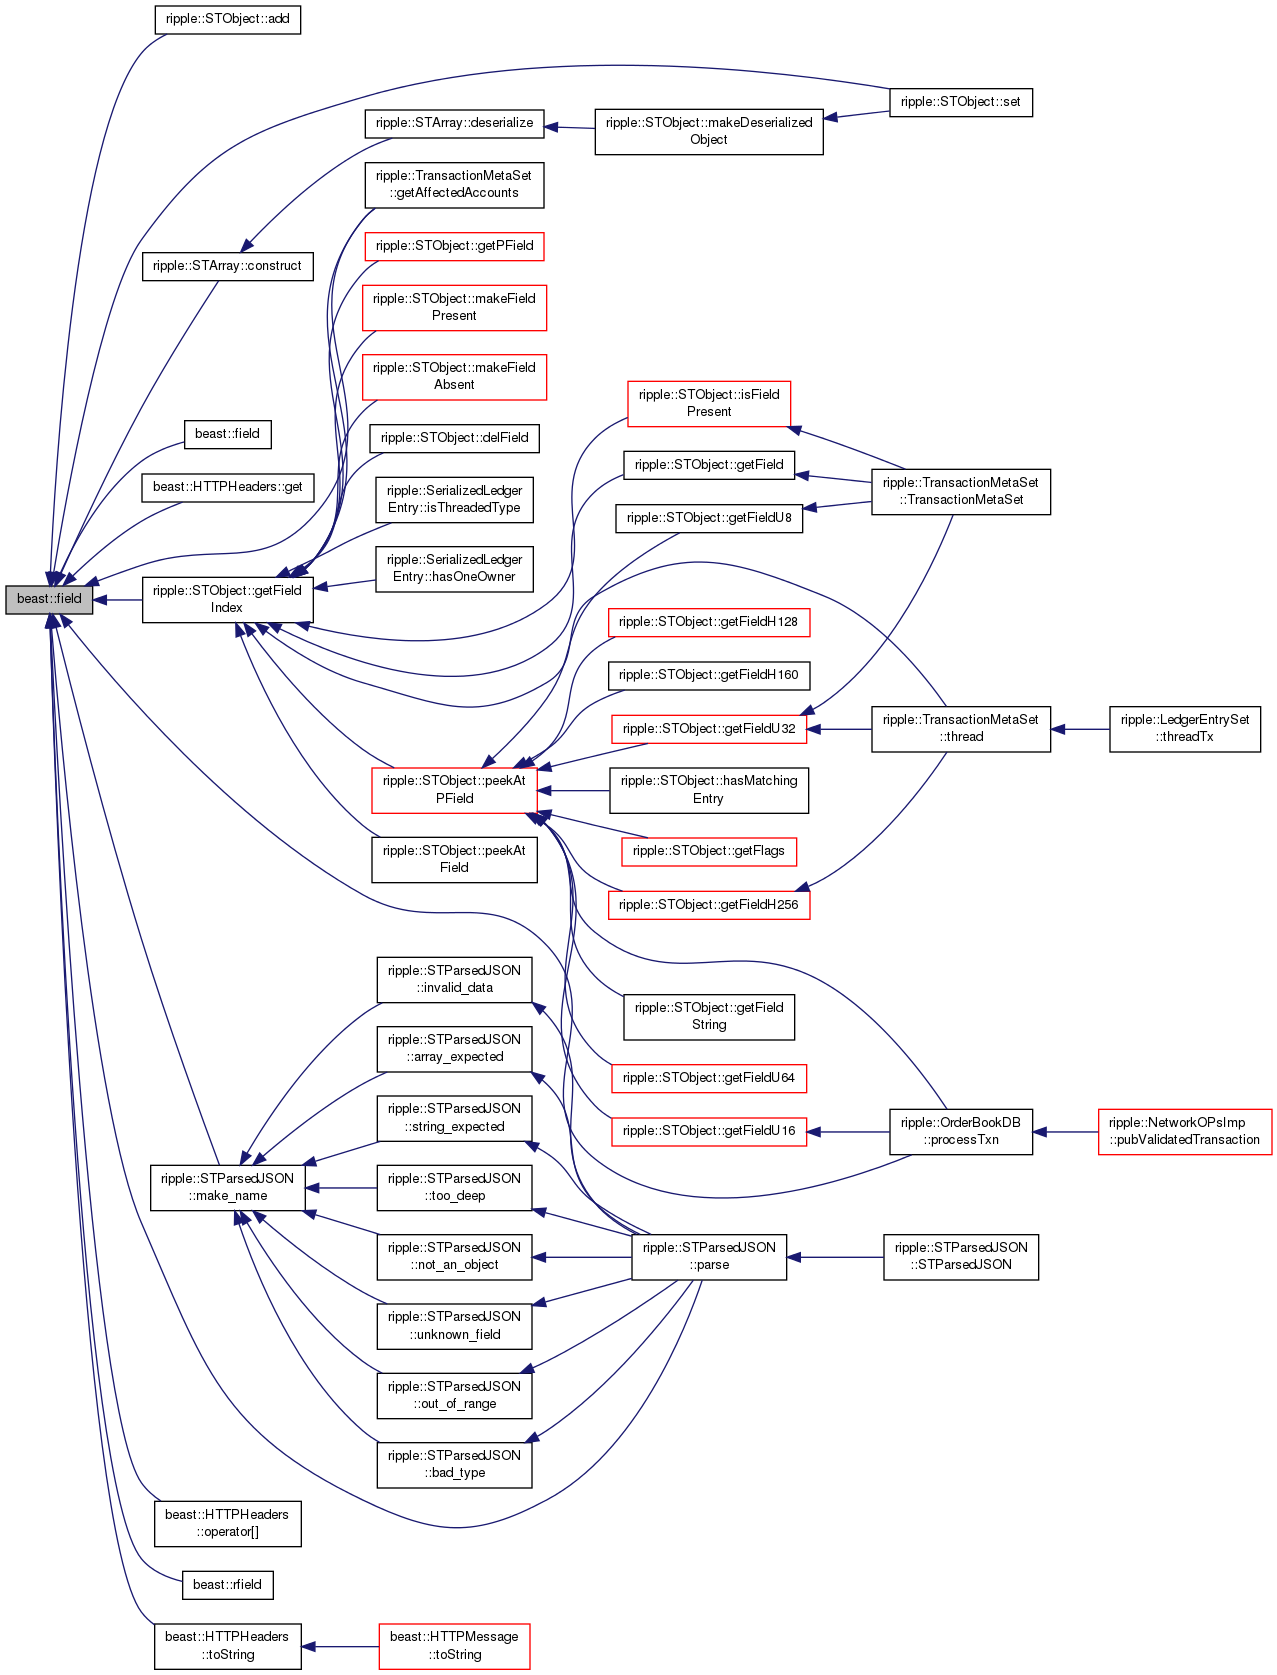 ripple::STObject::add
ripple::STObject::set
ripple::STArray::deserialize
ripple::STObject::makeDeserialized
Object
ripple::TransactionMetaSet
::getAffectedAccounts
ripple::STObject::getPField
ripple::STArray::construct
ripple::STObject::makeField
Present
ripple::STObject::makeField
Absent
ripple::STObject::isField
Present
beast::field
ripple::STObject::delField
ripple::STObject::getField
beast::HTTPHeaders::get
ripple::SerializedLedger
Entry::isThreadedType
ripple::TransactionMetaSet
::TransactionMetaSet
ripple::STObject::getFieldU8
ripple::SerializedLedger
Entry::hasOneOwner
beast::field
ripple::STObject::getField
Index
ripple::STObject::getFieldH128
ripple::STObject::getFieldH160
ripple::STObject::getFieldU32
ripple::TransactionMetaSet
::thread
ripple::LedgerEntrySet
::threadTx
ripple::STObject::peekAt
PField
ripple::STObject::hasMatching
Entry
ripple::STObject::getFlags
ripple::STObject::peekAt
Field
ripple::STObject::getFieldH256
ripple::STParsedJSON
::invalid_data
ripple::STObject::getField
String
ripple::STParsedJSON
::array_expected
ripple::STObject::getFieldU64
ripple::STParsedJSON
::string_expected
ripple::STObject::getFieldU16
ripple::OrderBookDB
::processTxn
ripple::NetworkOPsImp
::pubValidatedTransaction
ripple::STParsedJSON
::make_name
ripple::STParsedJSON
::too_deep
ripple::STParsedJSON
::not_an_object
ripple::STParsedJSON
::parse
ripple::STParsedJSON
::STParsedJSON
ripple::STParsedJSON
::unknown_field
ripple::STParsedJSON
::out_of_range
ripple::STParsedJSON
::bad_type
beast::HTTPHeaders
::operator[]
beast::rfield
beast::HTTPHeaders
::toString
beast::HTTPMessage
::toString